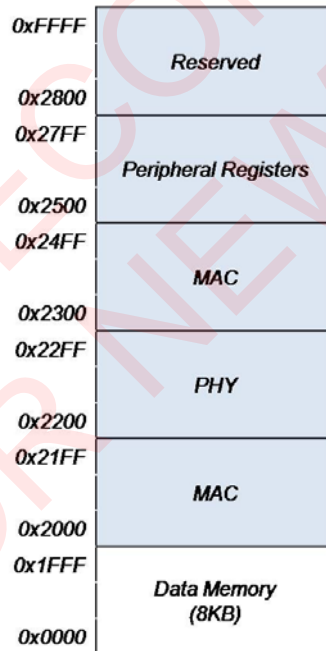 0xFFFF
Reserved
0x2800
0x27FF
Peripheral Registers
0x2500
0x24FF
MAC
0x2300
0x22FF
PHY
0x2200
0x21FF
MAC
0x2000
0x1FFF
Data Memory
(8KB)
0x0000